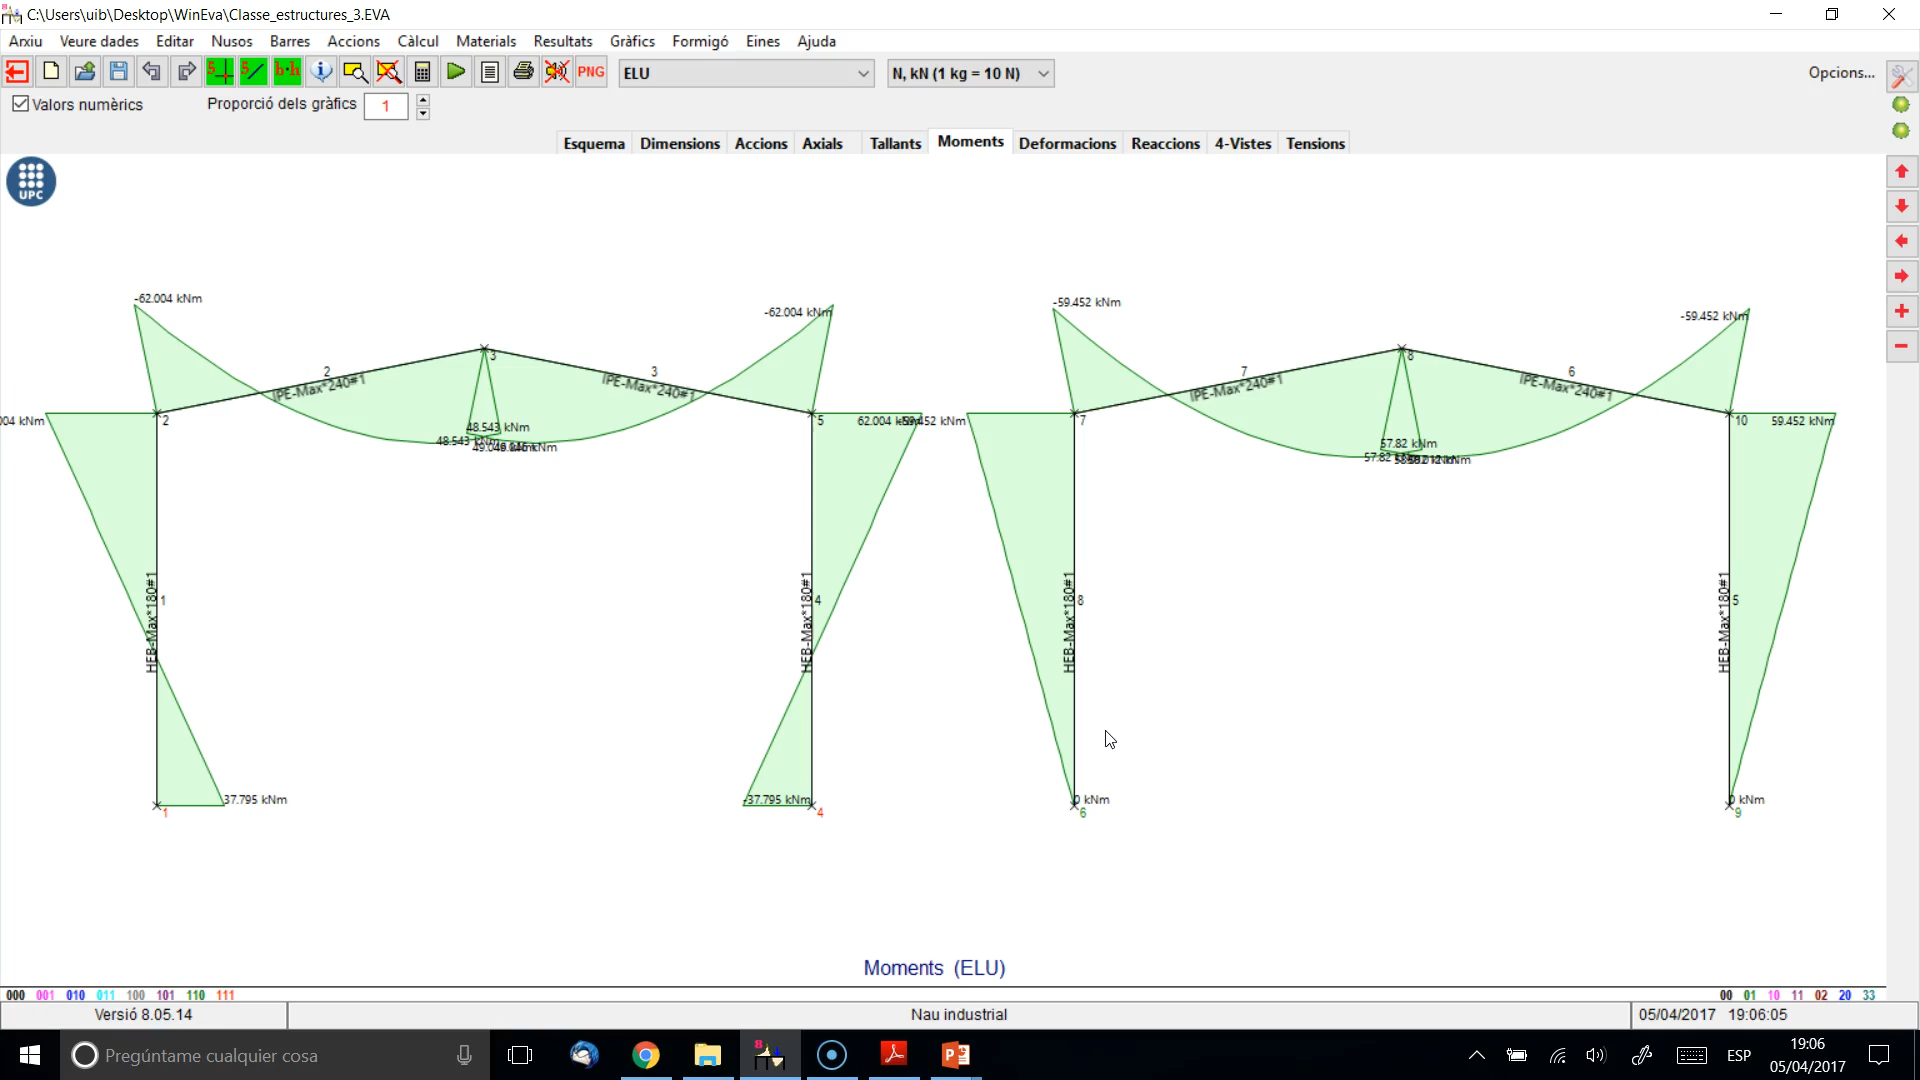 C:\Users\uib\Desktop\WinEva\Classe_estructures_3.EVA
Arxiu Veure dades Editar Nusos Barres Accions Càlcul Materials Resultats Gràfics Formigó Eines Ajuda
5 5 b·h PNG ELU N, kN (1 kg = 10 N) Opcions...
Valors numèrics Proporció dels gràfics 1
Esquema Dimensions Accions Axials Tallants Moments Deformacions Reaccions 4-Vistes Tensions
UPC
-62.004 kNm -62.004 kNm -59.452 kNm -59.452 kNm
3 8
2 3 7 6
IPE-Max*240#1 IPE-Max*240#1 IPE-Max*240#1 IPE-Max*240#1
004 kNm 2 5 62.004 7 10 59.452 kNm
48.543 kNm 57.82 kNm
48.543 57.82
HEB-Max*180#1 1 HEB-Max*180#1 4 HEB-Max*180#1 8 HEB-Max*180#1 5
37.795 kNm -37.795 kNm 0 kNm 0 kNm
1 4 6 9
Moments (ELU)
000 001 010 011 100 101 110 111 00 01 10 11 02 20 33
Versió 8.05.14 Nau industrial 05/04/2017 19:06:05
Pregúntame cualquier cosa 8 ESP 19:06
05/04/2017